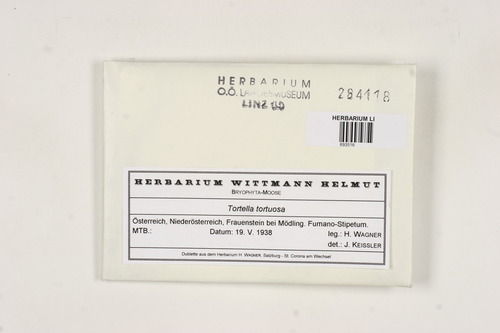 HERBARIUM
O.Ö. LANDESMUSEUM
LINZ
284118
HERBARIUM LI
HERBARIUM WITTMANN HELMUT
BRYOPHYTA-MOOSE
Tortella tortuosa
Österreich, Niederösterreich, Frauenstein bei Mödling. Fumano-Stipetum.
MTB.: Datum: 19. V. 1938 leg.: H. WAGNER
det.: J. KEISSLER
Dublette aus dem Herbarium H. WAGNER, Salzburg - St. Corona am Wechsel